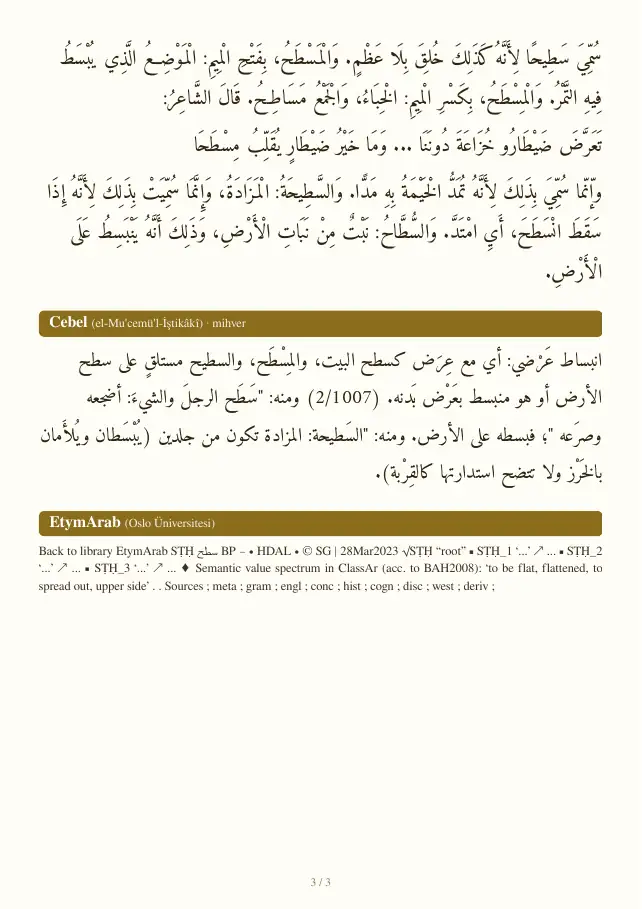 سُمِّيَ سَطِيحًا لِأَنَّهُ كَذَلِكَ خُلِقَ بِلَا عَظْمٍ. وَالْمَسْطَحُ، بِفَتْحِ الْمِيمِ: الْمَوْضِعُ الَّذِي يُبْسَطُ
فِيهِ التَّمْرُ. وَالْمِسْطَحُ، بِكَسْرِ الْمِيمِ: الْخِبَاءُ، وَالْجَمْعُ مَسَاطِحُ. قَالَ الشَّاعِرُ:
تَعَرَّضَ ضَيْطَارُو خُزَاعَةَ دُونَنَا ... وَمَا خَيْرُ ضَيْطَارٍ يُقَلِّبُ مِسْطَحَا
وَإِنَّمَا سُمِّيَ بِذَلِكَ لِأَنَّهُ تُمَدُّ الْخَيْمَةُ بِهِ مَدًّا. وَالسَّطِيحَةُ: الْمَزَادَةُ، وَإِنَّمَا سُمِّيَتْ بِذَلِكَ لِأَنَّهُ إِذَا
سَقَطَ انْسَطَحَ، أَيِ امْتَدَّ. وَالسُّطَّاحُ: نَبْتٌ مِنْ نَبَاتِ الْأَرْضِ، وَذَلِكَ أَنَّهُ يَنْبَسِطُ عَلَى
الْأَرْضِ.
Cebel (el-Mu'cemü'l-İştikâkî) · mihver
انبساط عَرْضي: أي مع عِرَض كسطح البيت، والمِسْطَح، والسطيح مستلقٍ على سطح
الأرض أو هو منبسط بعَرْض بَدنه. (2/1007) ومنه: "سَطَح الرجلَ والشيءَ: أضجعه
وصرَعه "؛ فبسطه على الأرض. ومنه: "السَطيحة: المزادة تكون من جلدين (يُبْسَطان ويُلأَمان
بالخَرْز ولا تتضح استدارتها كالقِرْبة).
EtymArab (Oslo Üniversitesi)
Back to library EtymArab SṬḤ سطح BP – • HDAL • © SG | 28Mar2023 √SṬḤ “root” ▪ SṬḤ_1 ‘...’ ↗ ... ▪ SṬḤ_2
‘...’ ↗ ... ▪ SṬḤ_3 ‘...’ ↗ ... ♦ Semantic value spectrum in ClassAr (acc. to BAH2008): ‘to be flat, flattened, to
spread out, upper side’ . . Sources ; meta ; gram ; engl ; conc ; hist ; cogn ; disc ; west ; deriv ;
3 / 3